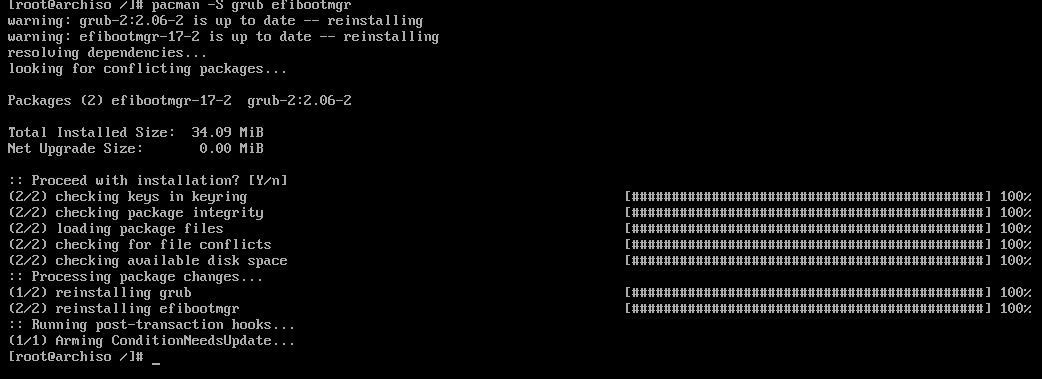 [root@archiso /]# pacman -S grub efibootmgr
warning: grub-2:2.06-2 is up to date -- reinstalling
warning: efibootmgr-17-2 is up to date -- reinstalling
resolving dependencies...
looking for conflicting packages...
Packages (2) efibootmgr-17-2  grub-2:2.06-2
Total Installed Size:  34.09 MiB
Net Upgrade Size:       0.00 MiB
:: Proceed with installation? [Y/n]
(2/2) checking keys in keyring [############################################] 100%
(2/2) checking package integrity [############################################] 100%
(2/2) loading package files [############################################] 100%
(2/2) checking for file conflicts [############################################] 100%
(2/2) checking available disk space [############################################] 100%
:: Processing package changes...
(1/2) reinstalling grub [############################################] 100%
(2/2) reinstalling efibootmgr [############################################] 100%
:: Running post-transaction hooks...
(1/1) Arming ConditionNeedsUpdate...
[root@archiso /]# _